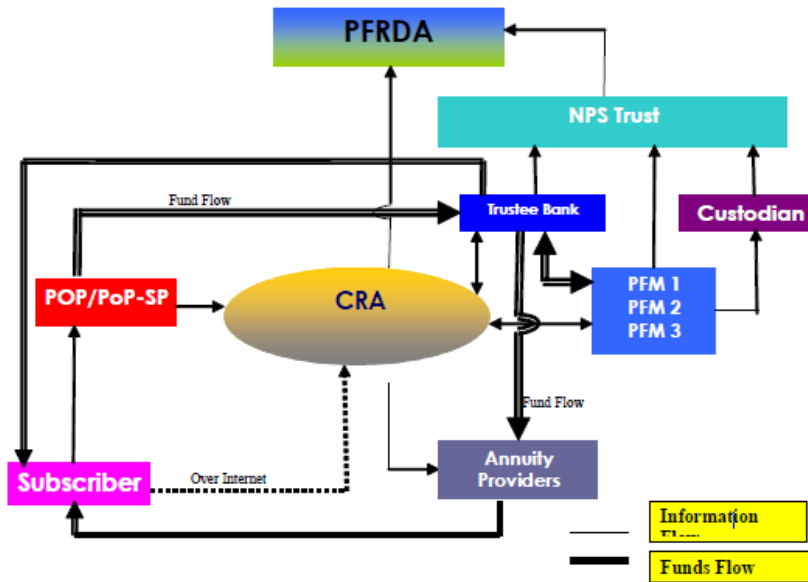 PFRDA
NPS Trust
Fund Flow
Trustee Bank
Custodian
POP/PoP-SP
CRA
PFM 1
PFM 2
PFM 3
Fund Flow
Subscriber
Over Internet
Annuity
Providers
Information
Funds Flow